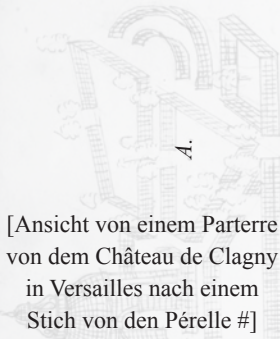 A.
[Ansicht von einem Parterre
von dem Château de Clagny
in Versailles nach einem
Stich von den Pérelle #]